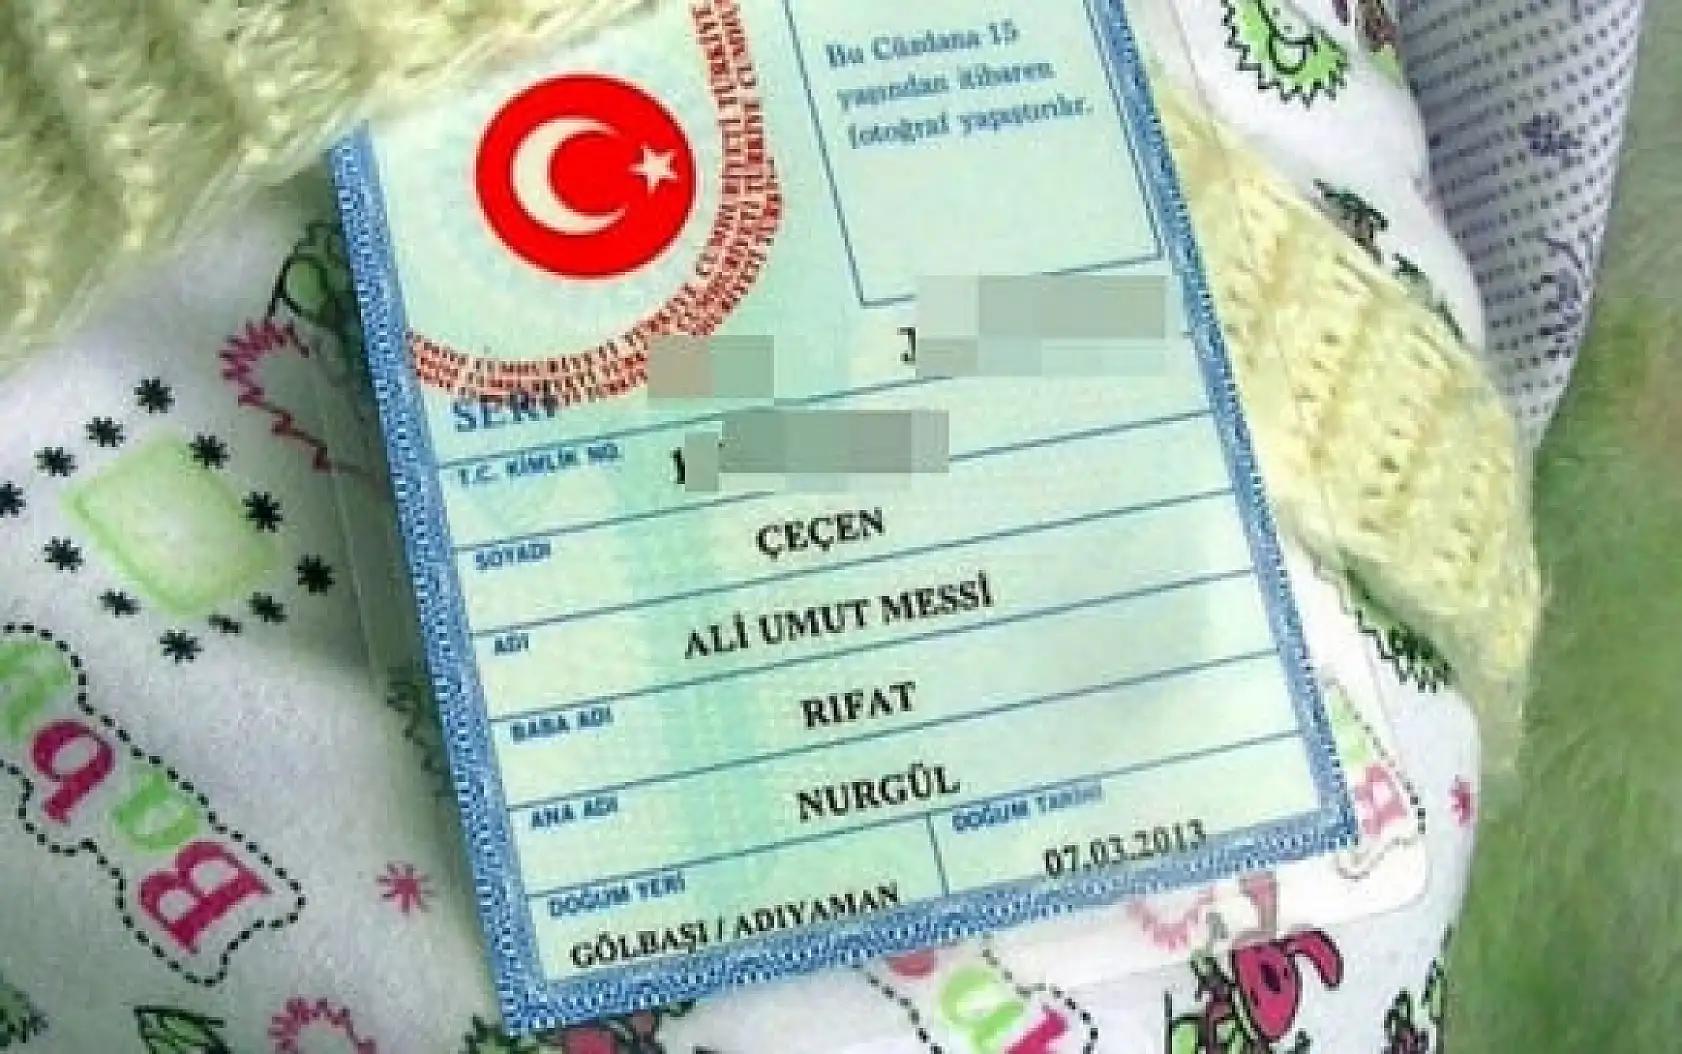 Bu Cüzdana 15
yaşından itibaren
fotoğraf yapıştırılır.
SERİ
T.C. KİMLİK NO.
SOYADI
ÇEÇEN
ADI
ALİ UMUT MESSİ
BABA ADI
RIFAT
ANA ADI
NURGÜL
DOĞUM YERİ
DOĞUM TARİHİ
GÖLBAŞI / ADIYAMAN
07.03.2013
Bab